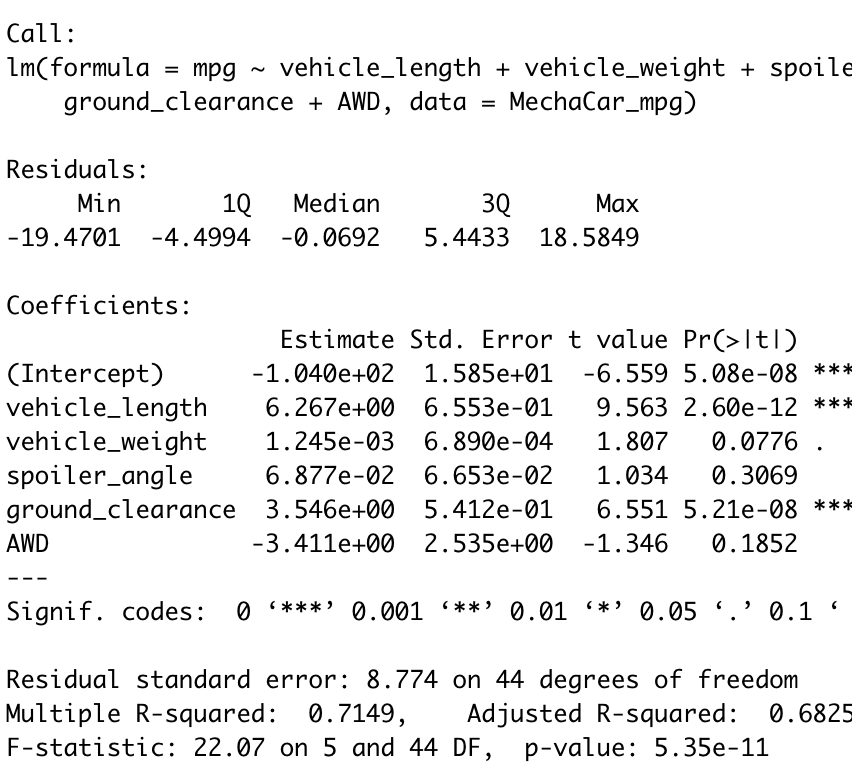 Call:
lm(formula = mpg ~ vehicle_length + vehicle_weight + spoile
    ground_clearance + AWD, data = MechaCar_mpg)

Residuals:
     Min       1Q   Median       3Q      Max
-19.4701  -4.4994  -0.0692   5.4433  18.5849

Coefficients:
                   Estimate Std. Error t value Pr(>|t|)
(Intercept)      -1.040e+02  1.585e+01  -6.559 5.08e-08 ***
vehicle_length    6.267e+00  6.553e-01   9.563 2.60e-12 ***
vehicle_weight    1.245e-03  6.890e-04   1.807   0.0776 .
spoiler_angle     6.877e-02  6.653e-02   1.034   0.3069
ground_clearance  3.546e+00  5.412e-01   6.551 5.21e-08 ***
AWD              -3.411e+00  2.535e+00  -1.346   0.1852
---
Signif. codes:  0 ‘***’ 0.001 ‘**’ 0.01 ‘*’ 0.05 ‘.’ 0.1 ‘

Residual standard error: 8.774 on 44 degrees of freedom
Multiple R-squared:  0.7149,    Adjusted R-squared:  0.6825
F-statistic: 22.07 on 5 and 44 DF,  p-value: 5.35e-11